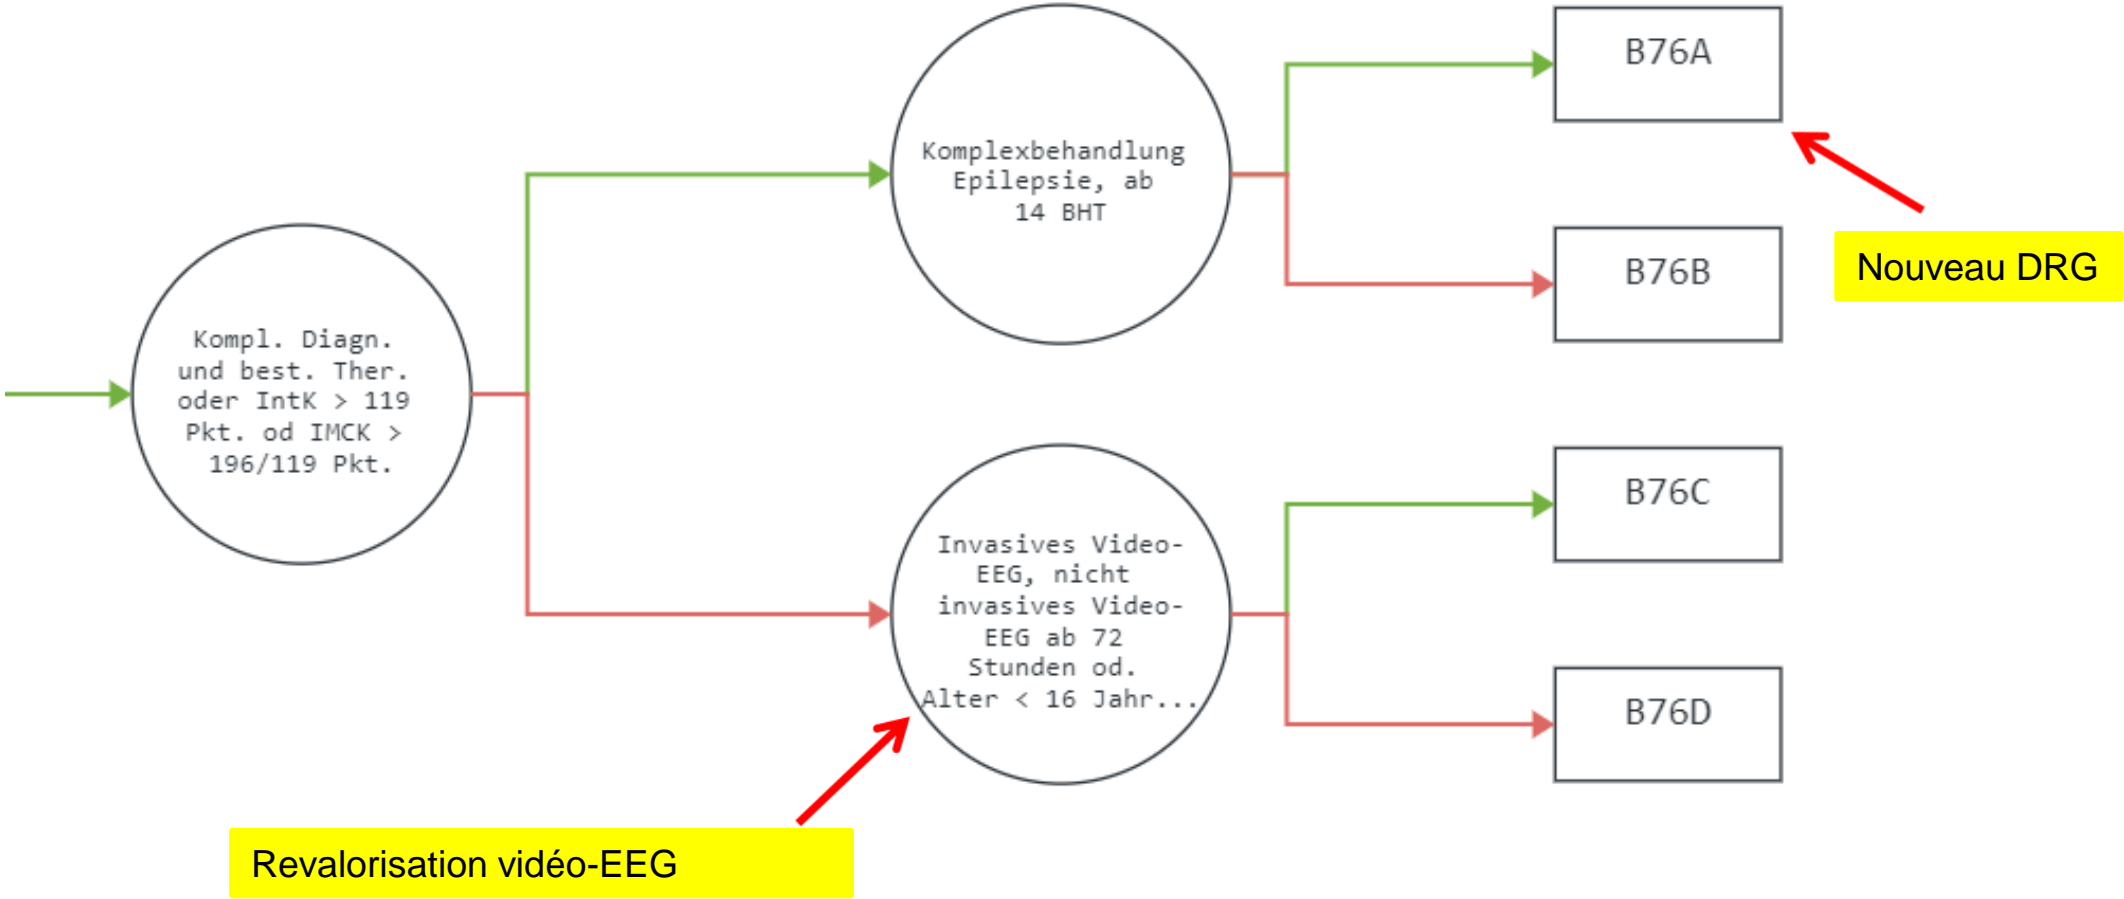 Kompl. Diagn.
und best. Ther.
oder IntK > 119
Pkt. od IMCK >
196/119 Pkt.
Komplexbehandlung
Epilepsie, ab
14 BHT
Invasives Video-
EEG, nicht
invasives Video-
EEG ab 72
Stunden od.
Alter < 16 Jahr...
B76A
B76B
B76C
B76D
Nouveau DRG
Revalorisation vidéo-EEG